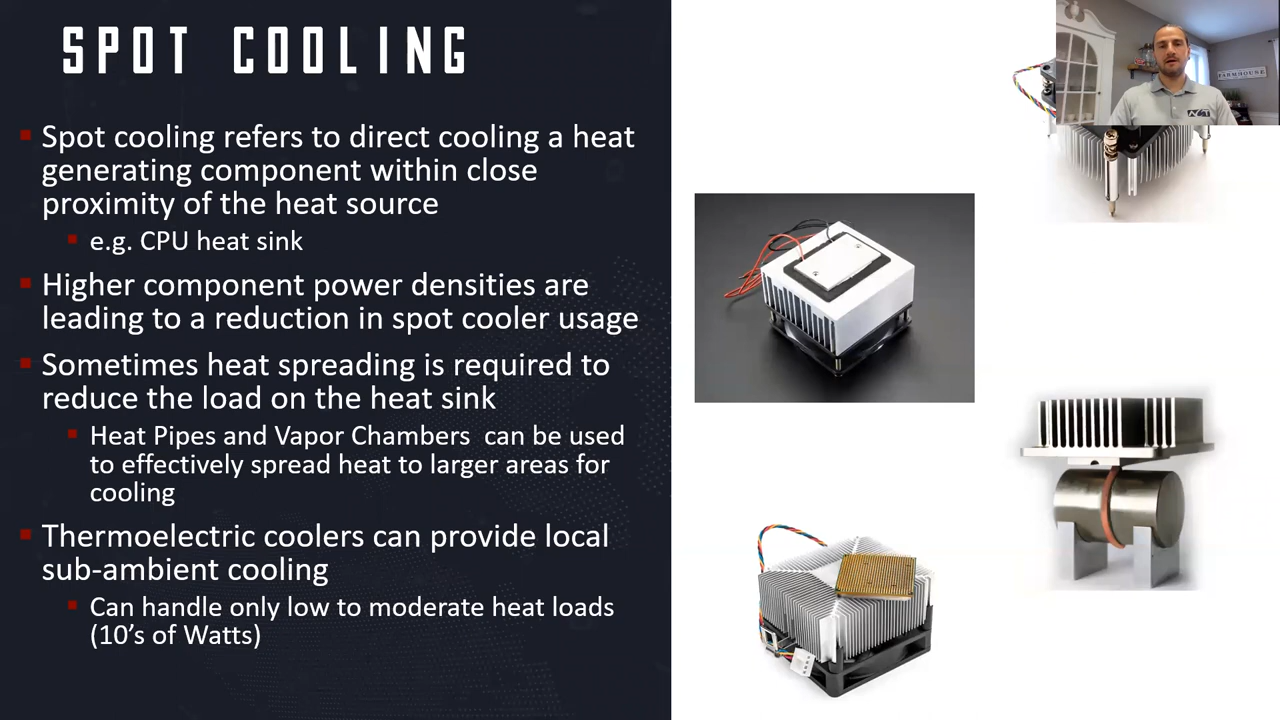 SPOT COOLING
Spot cooling refers to direct cooling a heat
generating component within close
proximity of the heat source
e.g. CPU heat sink
Higher component power densities are
leading to a reduction in spot cooler usage
Sometimes heat spreading is required to
reduce the load on the heat sink
Heat Pipes and Vapor Chambers can be used
to effectively spread heat to larger areas for
cooling
Thermoelectric coolers can provide local
sub-ambient cooling
Can handle only low to moderate heat loads
(10's of Watts)
FARMHOUSE
ACT